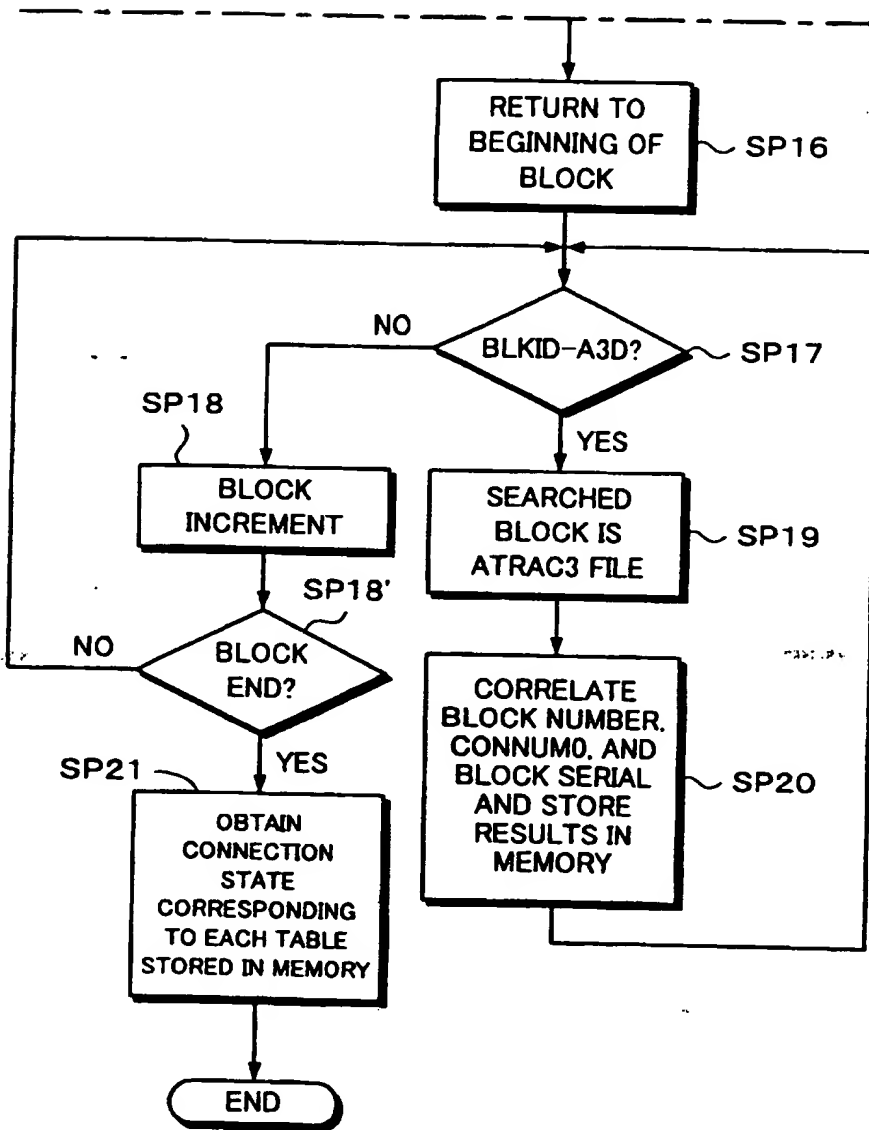 RETURN TO
BEGINNING OF
BLOCK
SP16
NO
BLKID-A3D?
SP17
SP18
YES
BLOCK
INCREMENT
SEARCHED
BLOCK IS
ATRAC3 FILE
SP19
SP18'
NO
BLOCK
END?
CORRELATE
BLOCK NUMBER,
CONNUM0, AND
BLOCK SERIAL
AND STORE
RESULTS IN
MEMORY
SP20
YES
SP21
OBTAIN
CONNECTION
STATE
CORRESPONDING
TO EACH TABLE
STORED IN MEMORY
END